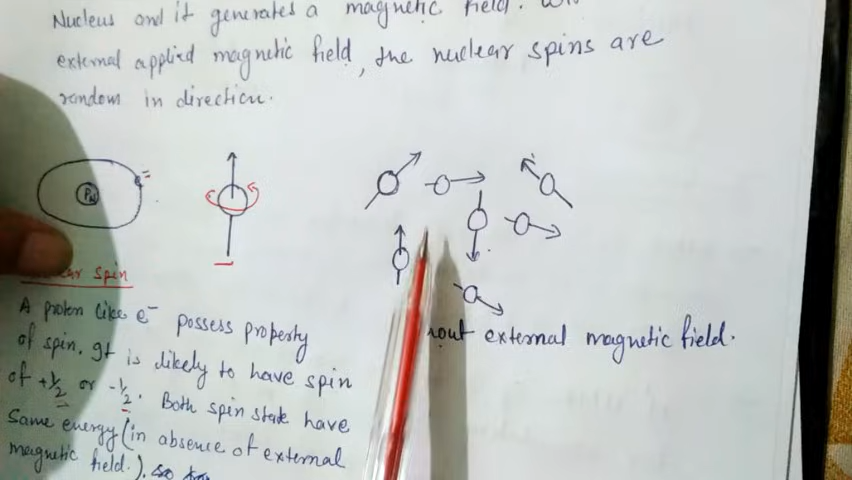 Nucleus and it generates a magnetic field.
external applied magnetic field, the nuclear spins are
random in direction.
e-
spin
A proton like e- possess property
of spin. It is likely to have spin
of +1/2 or -1/2. Both spin state have
Same energy (in absence of external
magnetic field.). so
external magnetic field.